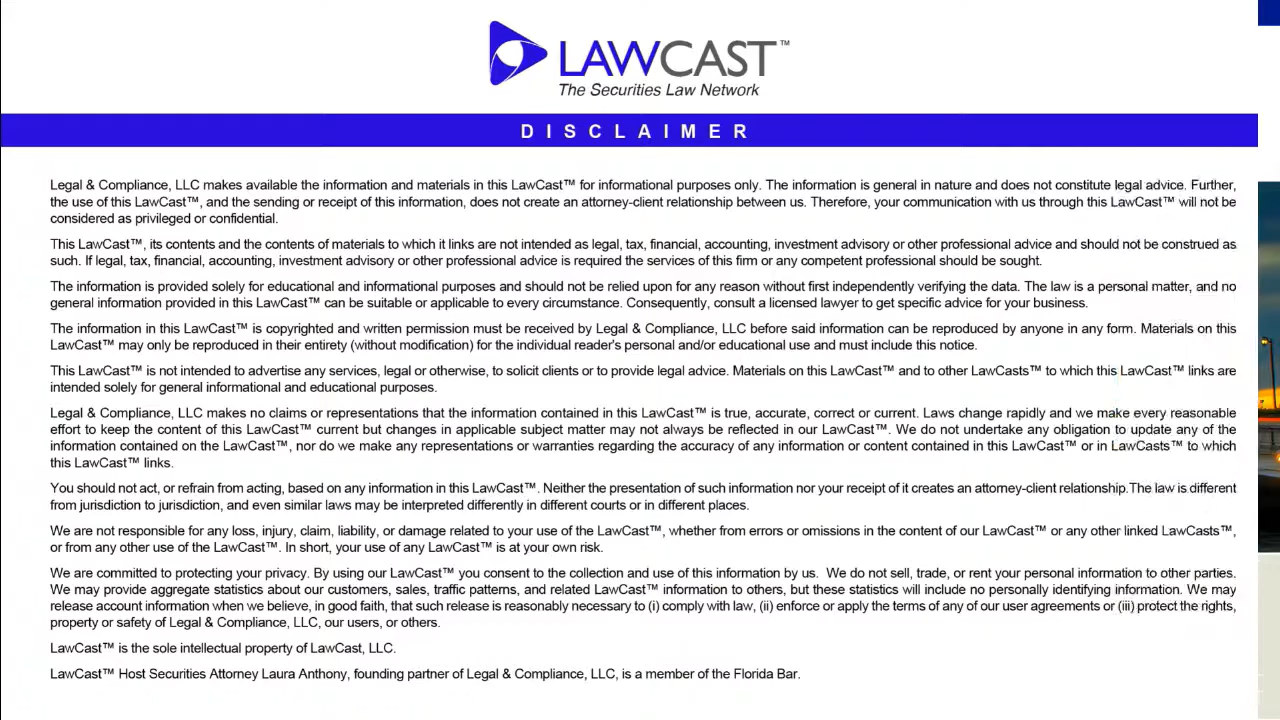 LAWCAST™
The Securities Law Network
DISCLAIMER
Legal & Compliance, LLC makes available the information and materials in this LawCast™ for informational purposes only. The information is general in nature and does not constitute legal advice. Further,
the use of this LawCast™, and the sending or receipt of this information, does not create an attorney-client relationship between us. Therefore, your communication with us through this LawCast™ will not be
considered as privileged or confidential.
This LawCast™, its contents and the contents of materials to which it links are not intended as legal, tax, financial, accounting, investment advisory or other professional advice and should not be construed as
such. If legal, tax, financial, accounting, investment advisory or other professional advice is required the services of this firm or any competent professional should be sought.
The information is provided solely for educational and informational purposes and should not be relied upon for any reason without first independently verifying the data. The law is a personal matter, and no
general information provided in this LawCast™ can be suitable or applicable to every circumstance. Consequently, consult a licensed lawyer to get specific advice for your business.
The information in this LawCast™ is copyrighted and written permission must be received by Legal & Compliance, LLC before said information can be reproduced by anyone in any form. Materials on this
LawCast™ may only be reproduced in their entirety (without modification) for the individual reader's personal and/or educational use and must include this notice.
This LawCast™ is not intended to advertise any services, legal or otherwise, to solicit clients or to provide legal advice. Materials on this LawCast™ and to other LawCasts™ to which this LawCast™ links are
intended solely for general informational and educational purposes.
Legal & Compliance, LLC makes no claims or representations that the information contained in this LawCast™ is true, accurate, correct or current. Laws change rapidly and we make every reasonable
effort to keep the content of this LawCast™ current but changes in applicable subject matter may not always be reflected in our LawCast™. We do not undertake any obligation to update any of the
information contained on the LawCast™, nor do we make any representations or warranties regarding the accuracy of any information or content contained in this LawCast™ or in LawCasts™ to which
this LawCast™ links.
You should not act, or refrain from acting, based on any information in this LawCast™. Neither the presentation of such information nor your receipt of it creates an attorney-client relationship.The law is different
from jurisdiction to jurisdiction, and even similar laws may be interpreted differently in different courts or in different places.
We are not responsible for any loss, injury, claim, liability, or damage related to your use of the LawCast™, whether from errors or omissions in the content of our LawCast™ or any other linked LawCasts™,
or from any other use of the LawCast™. In short, your use of any LawCast™ is at your own risk.
We are committed to protecting your privacy. By using our LawCast™ you consent to the collection and use of this information by us. We do not sell, trade, or rent your personal information to other parties.
We may provide aggregate statistics about our customers, sales, traffic patterns, and related LawCast™ information to others, but these statistics will include no personally identifying information. We may
release account information when we believe, in good faith, that such release is reasonably necessary to (i) comply with law, (ii) enforce or apply the terms of any of our user agreements or (iii) protect the rights,
property or safety of Legal & Compliance, LLC, our users, or others.
LawCast™ is the sole intellectual property of LawCast, LLC.
LawCast™ Host Securities Attorney Laura Anthony, founding partner of Legal & Compliance, LLC, is a member of the Florida Bar.